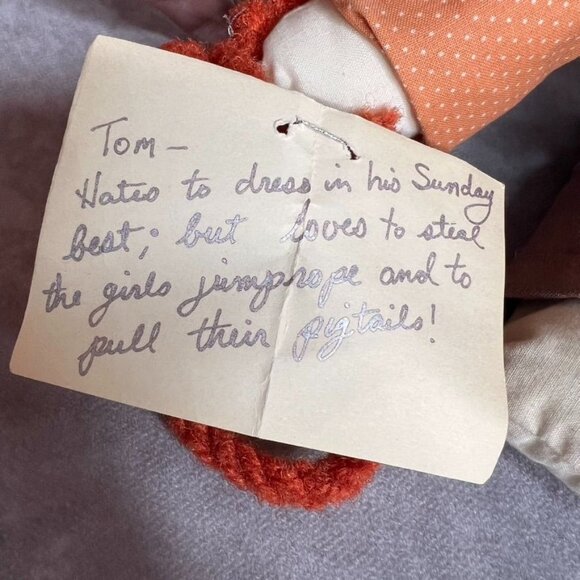 Tom -
Hates to dress in his Sunday
best; but loves to steal
the girls jumprope and to
pull their pigtails!